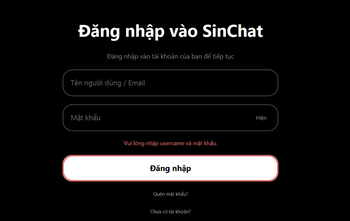 Đăng nhập vào SinChat
Đăng nhập vào tài khoản của bạn để tiếp tục
Tên người dùng / Email
Mật khẩu
Hiện
Vui lòng nhập username và mật khẩu.
Đăng nhập
Quên mật khẩu?
Chưa có tài khoản?